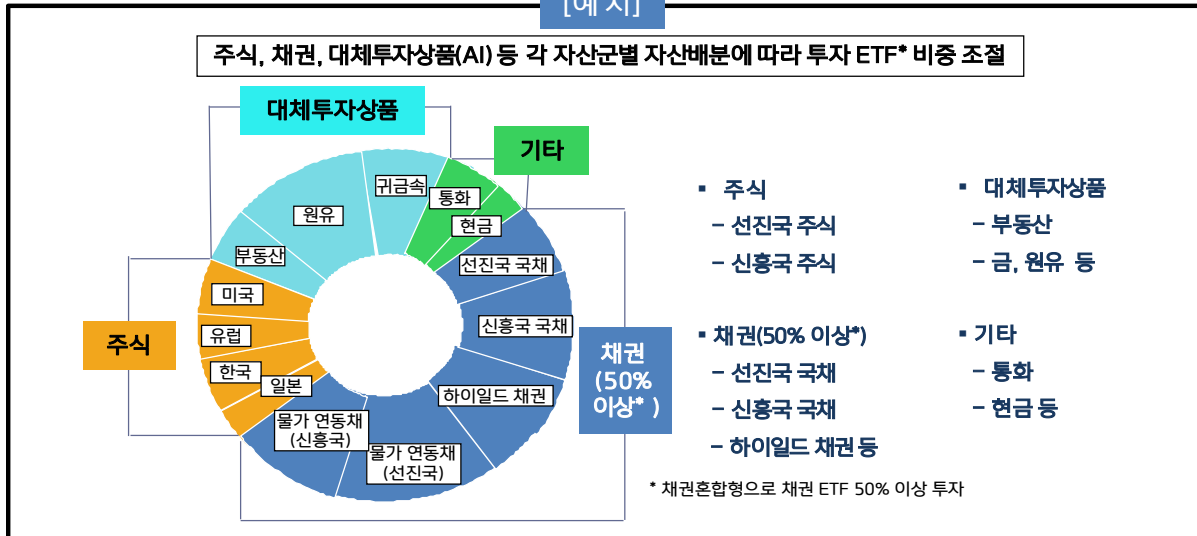 [예 시]
주식, 채권, 대체투자상품(AI) 등 각 자산군별 자산배분에 따라 투자 ETF* 비중 조절
대체투자상품
기타
귀금속
통화
원유
현금
부동산
선진국 국채
미국
신흥국 국채
유럽
주식
한국
일본
하이일드 채권
물가 연동채
(신흥국)
물가 연동채
(선진국)
채권
(50%
이상* )
▪ 주식
– 선진국 주식
– 신흥국 주식
▪ 채권(50% 이상*)
– 선진국 국채
– 신흥국 국채
– 하이일드 채권 등
▪ 대체투자상품
– 부동산
– 금, 원유 등
▪ 기타
– 통화
– 현금 등
* 채권혼합형으로 채권 ETF 50% 이상 투자